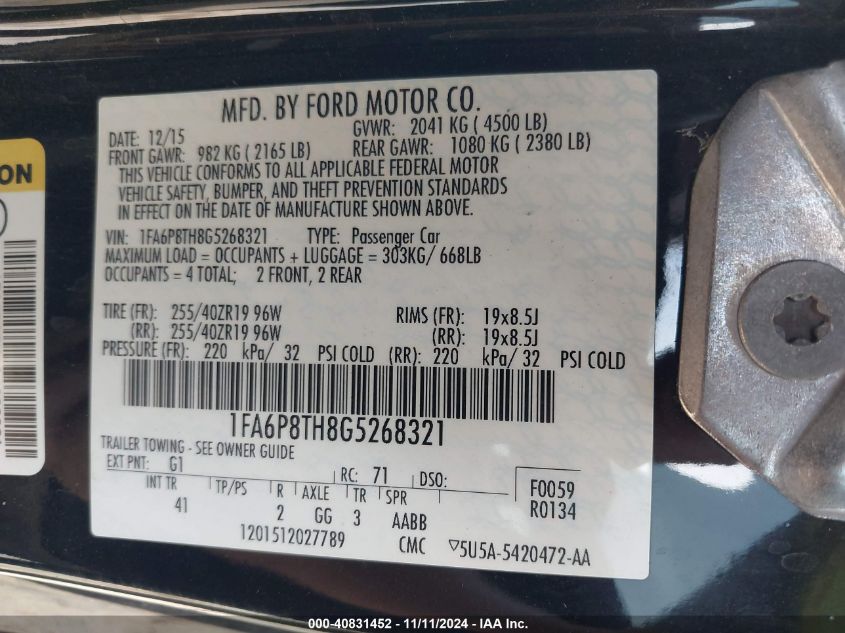 MFD. BY FORD MOTOR CO.
DATE: 12/15 GVWR: 2041 KG ( 4500 LB)
FRONT GAWR: 982 KG ( 2165 LB) REAR GAWR: 1080 KG ( 2380 LB)
THIS VEHICLE CONFORMS TO ALL APPLICABLE FEDERAL MOTOR
VEHICLE SAFETY, BUMPER, AND THEFT PREVENTION STANDARDS
IN EFFECT ON THE DATE OF MANUFACTURE SHOWN ABOVE.
VIN: 1FA6P8TH8G5268321 TYPE: Passenger Car
MAXIMUM LOAD = OCCUPANTS + LUGGAGE = 303KG/ 668LB
OCCUPANTS = 4 TOTAL; 2 FRONT, 2 REAR
TIRE (FR): 255/40ZR19 96W RIMS (FR): 19x8.5J
(RR): 255/40ZR19 96W (RR): 19x8.5J
PRESSURE (FR): 220 kPa/ 32 PSI COLD (RR): 220 kPa/ 32 PSI COLD
1FA6P8TH8G5268321
TRAILER TOWING - SEE OWNER GUIDE
EXT PNT: G1 RC: 71 DSO:
INT TR TP/PS R AXLE TR SPR F0059
41 2 GG 3 AABB R0134
1201512027789 CMC ▽5U5A-5420472-AA
ON
000-40831452 - 11/11/2024 - IAA Inc.